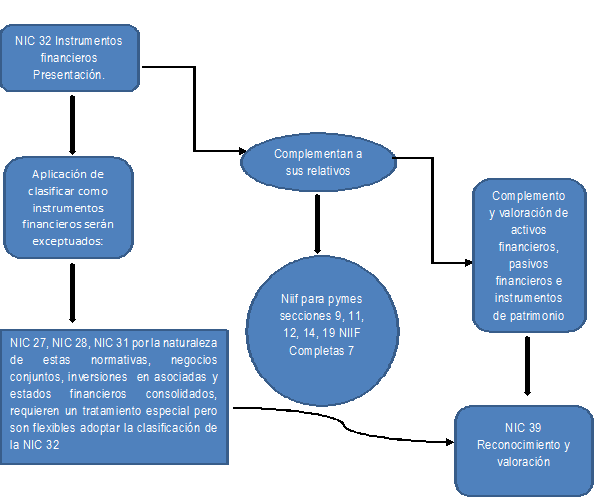 NIC 32 Instrumentos
financieros
Presentación.
Complementan a
sus relativos
Aplicación de
clasificar como
instrumentos
financieros serán
exceptuados:
Complemento
y valoración de
activos
financieros,
pasivos
financieros e
instrumentos
de patrimonio
Niif para pymes
secciones 9, 11,
12, 14, 19 NIIF
Completas 7
NIC 27, NIC 28, NIC 31 por la naturaleza
de estas normativas, negocios
conjuntos, inversiones en asociadas y
estados financieros consolidados,
requieren un tratamiento especial pero
son flexibles adoptar la clasificación de
la NIC 32
NIC 39
Reconocimiento y
valoración